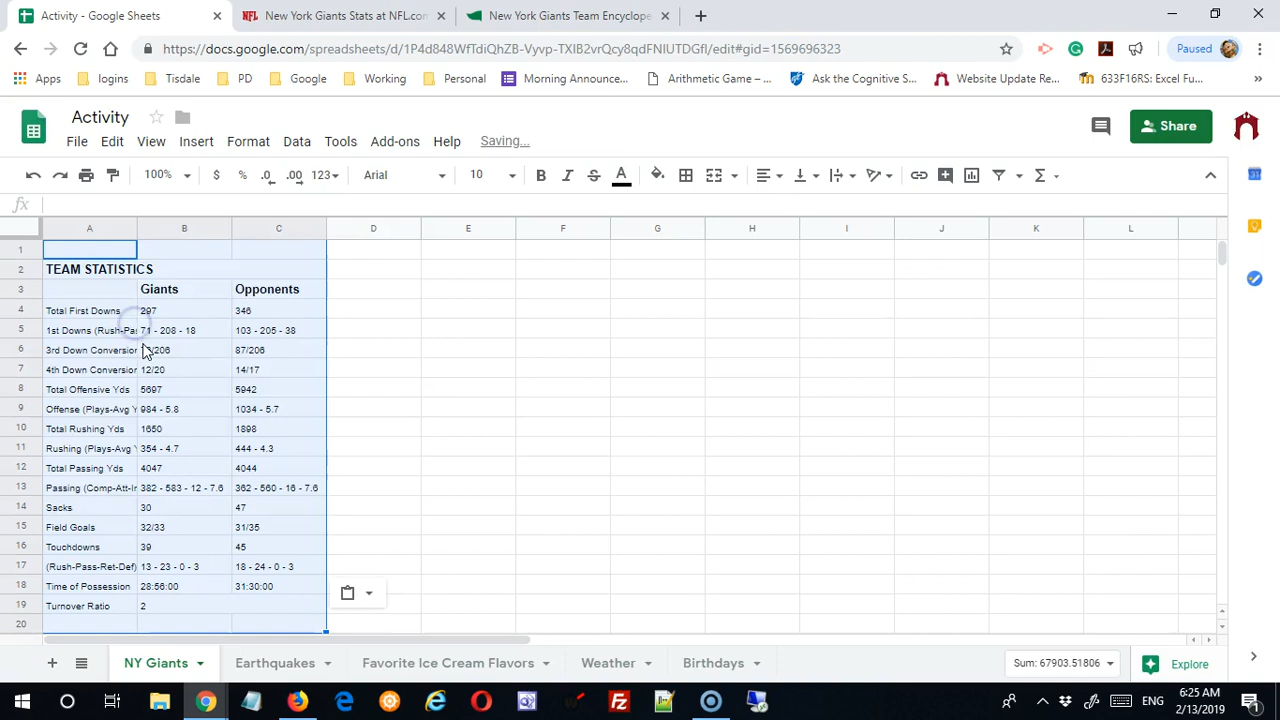 Activity - Google Sheets
New York Giants Stats at NFL.com
New York Giants Team Encyclope
https://docs.google.com/spreadsheets/d/1P4d848WfTdiQhZB-Vyvp-TXIB2vrQcy8qdFNIUTDGfI/edit#gid=1569696323
Paused
Apps
logins
Tisdale
PD
Google
Working
Personal
Morning Announce...
Arithmetic Game – ...
Ask the Cognitive S...
Website Update Re...
633F16RS: Excel Fu...
Activity
File Edit View Insert Format Data Tools Add-ons Help Saving...
Share
100% $ % .0 .00 123 Arial 10 B I S A
fx
A B C D E F G H I J K L
1
2 TEAM STATISTICS
3 Giants Opponents
4 Total First Downs 297 346
5 1st Downs (Rush-Pas 71 - 208 - 18 103 - 205 - 38
6 3rd Down Conversion /206 87/206
7 4th Down Conversion 12/20 14/17
8 Total Offensive Yds 5697 5942
9 Offense (Plays-Avg Y 984 - 5.8 1034 - 5.7
10 Total Rushing Yds 1650 1898
11 Rushing (Plays-Avg Y 354 - 4.7 444 - 4.3
12 Total Passing Yds 4047 4044
13 Passing (Comp-Att-In 382 - 583 - 12 - 7.6 362 - 560 - 16 - 7.6
14 Sacks 30 47
15 Field Goals 32/33 31/35
16 Touchdowns 39 45
17 (Rush-Pass-Ret-Def) 13 - 23 - 0 - 3 18 - 24 - 0 - 3
18 Time of Possession 28:56:00 31:30:00
19 Turnover Ratio 2
20
NY Giants Earthquakes Favorite Ice Cream Flavors Weather Birthdays
Sum: 67903.51806
Explore
ENG
6:25 AM
2/13/2019